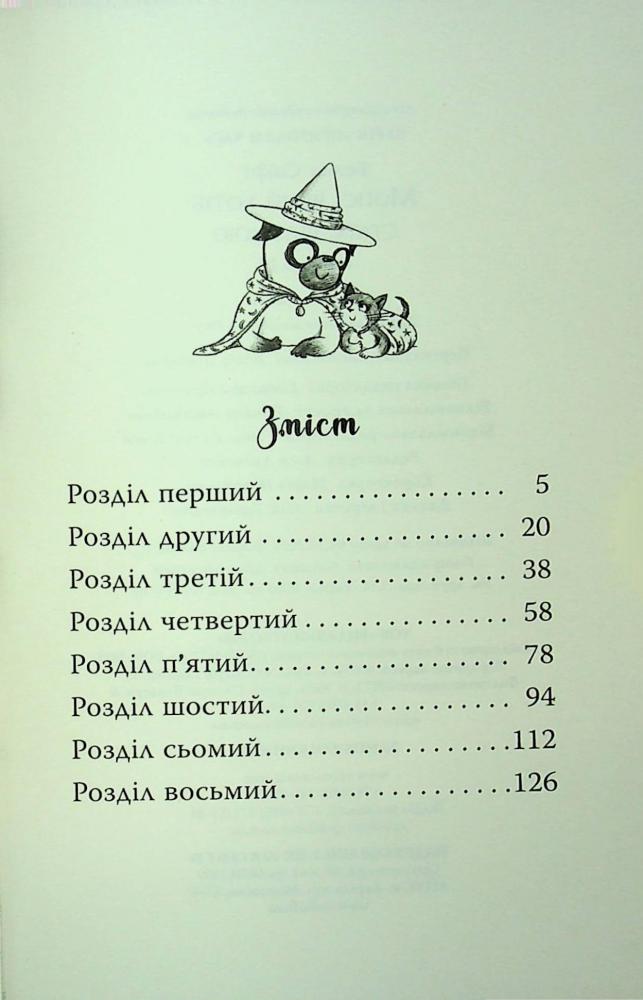 Зміст
Розділ перший ................. 5
Розділ другий .................. 20
Розділ третій ................... 38
Розділ четвертий ............... 58
Розділ п'ятий ................... 78
Розділ шостий .................. 94
Розділ сьомий ..................112
Розділ восьмий .................126